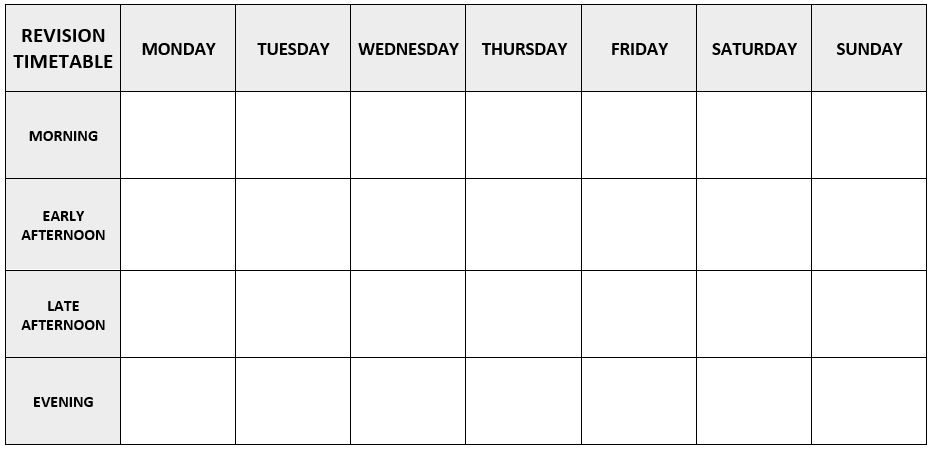 REVISION
TIMETABLE
MONDAY
TUESDAY
WEDNESDAY
THURSDAY
FRIDAY
SATURDAY
SUNDAY
MORNING
EARLY
AFTERNOON
LATE
AFTERNOON
EVENING